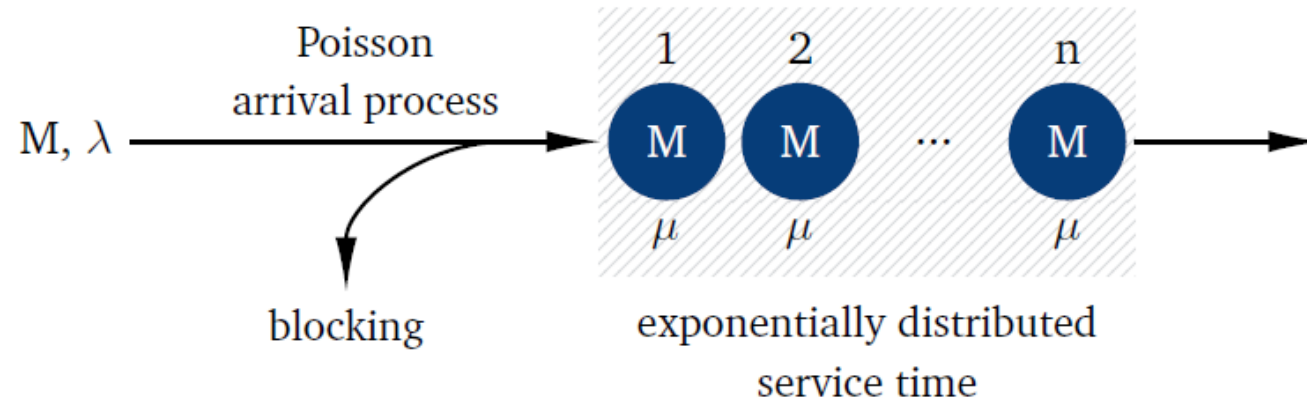 Poisson
arrival process
M, λ
blocking
1 2 n
M M ... M
μ μ μ
exponentially distributed
service time